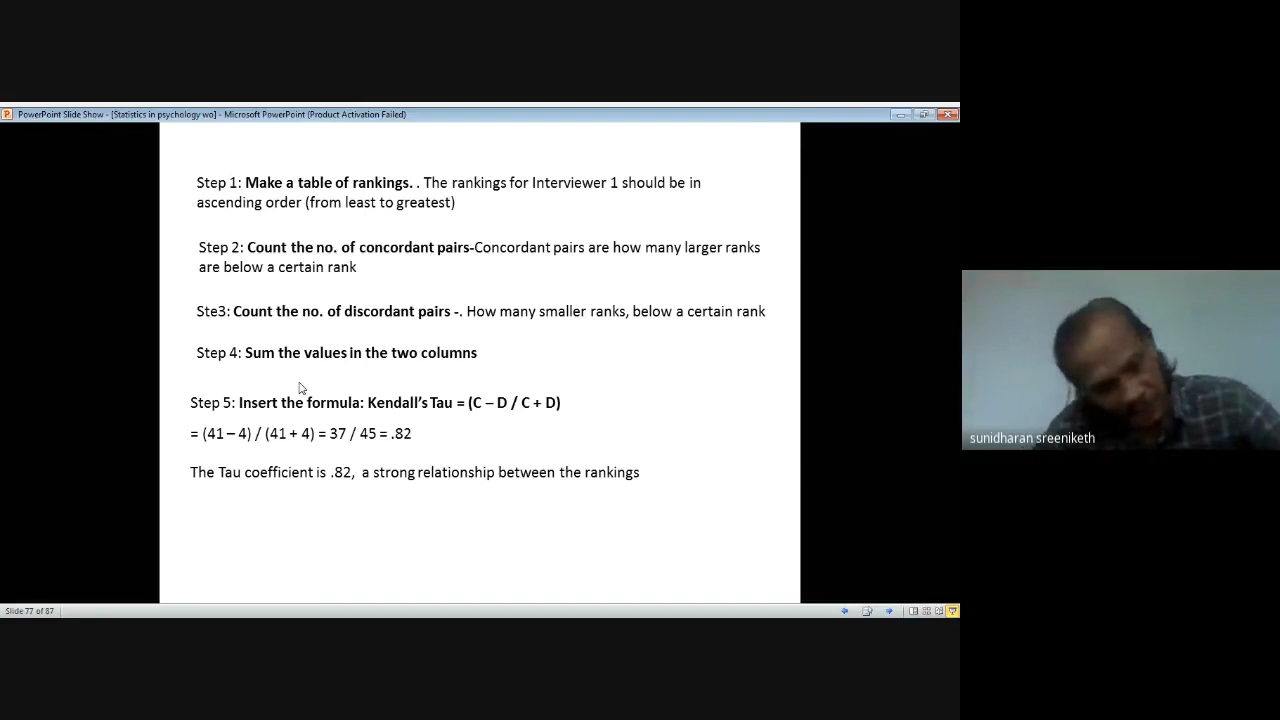 PowerPoint Slide Show - [Statistics in psychology wo] - Microsoft PowerPoint (Product Activation Failed)
Step 1: Make a table of rankings. . The rankings for Interviewer 1 should be in
ascending order (from least to greatest)
Step 2: Count the no. of concordant pairs-Concordant pairs are how many larger ranks
are below a certain rank
Ste3: Count the no. of discordant pairs -. How many smaller ranks, below a certain rank
Step 4: Sum the values in the two columns
Step 5: Insert the formula: Kendall’s Tau = (C – D / C + D)
= (41 – 4) / (41 + 4) = 37 / 45 = .82
The Tau coefficient is .82, a strong relationship between the rankings
sunidharan sreeniketh
Slide 77 of 87